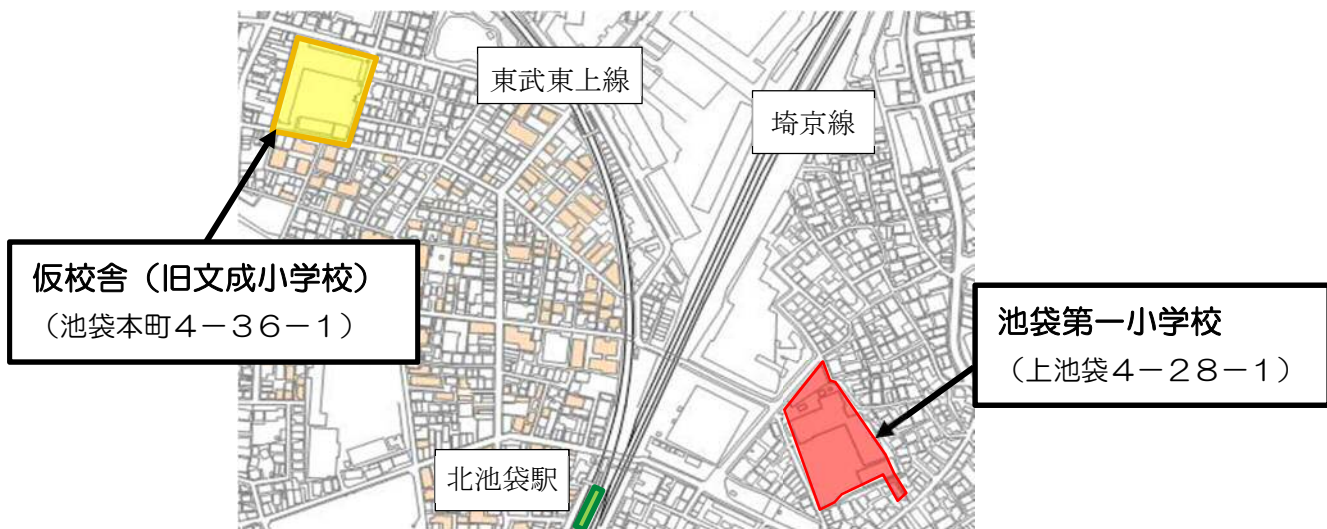 東武東上線
埼京線
仮校舎（旧文成小学校）
（池袋本町４－３６－１）
池袋第一小学校
（上池袋４－２８－１）
北池袋駅